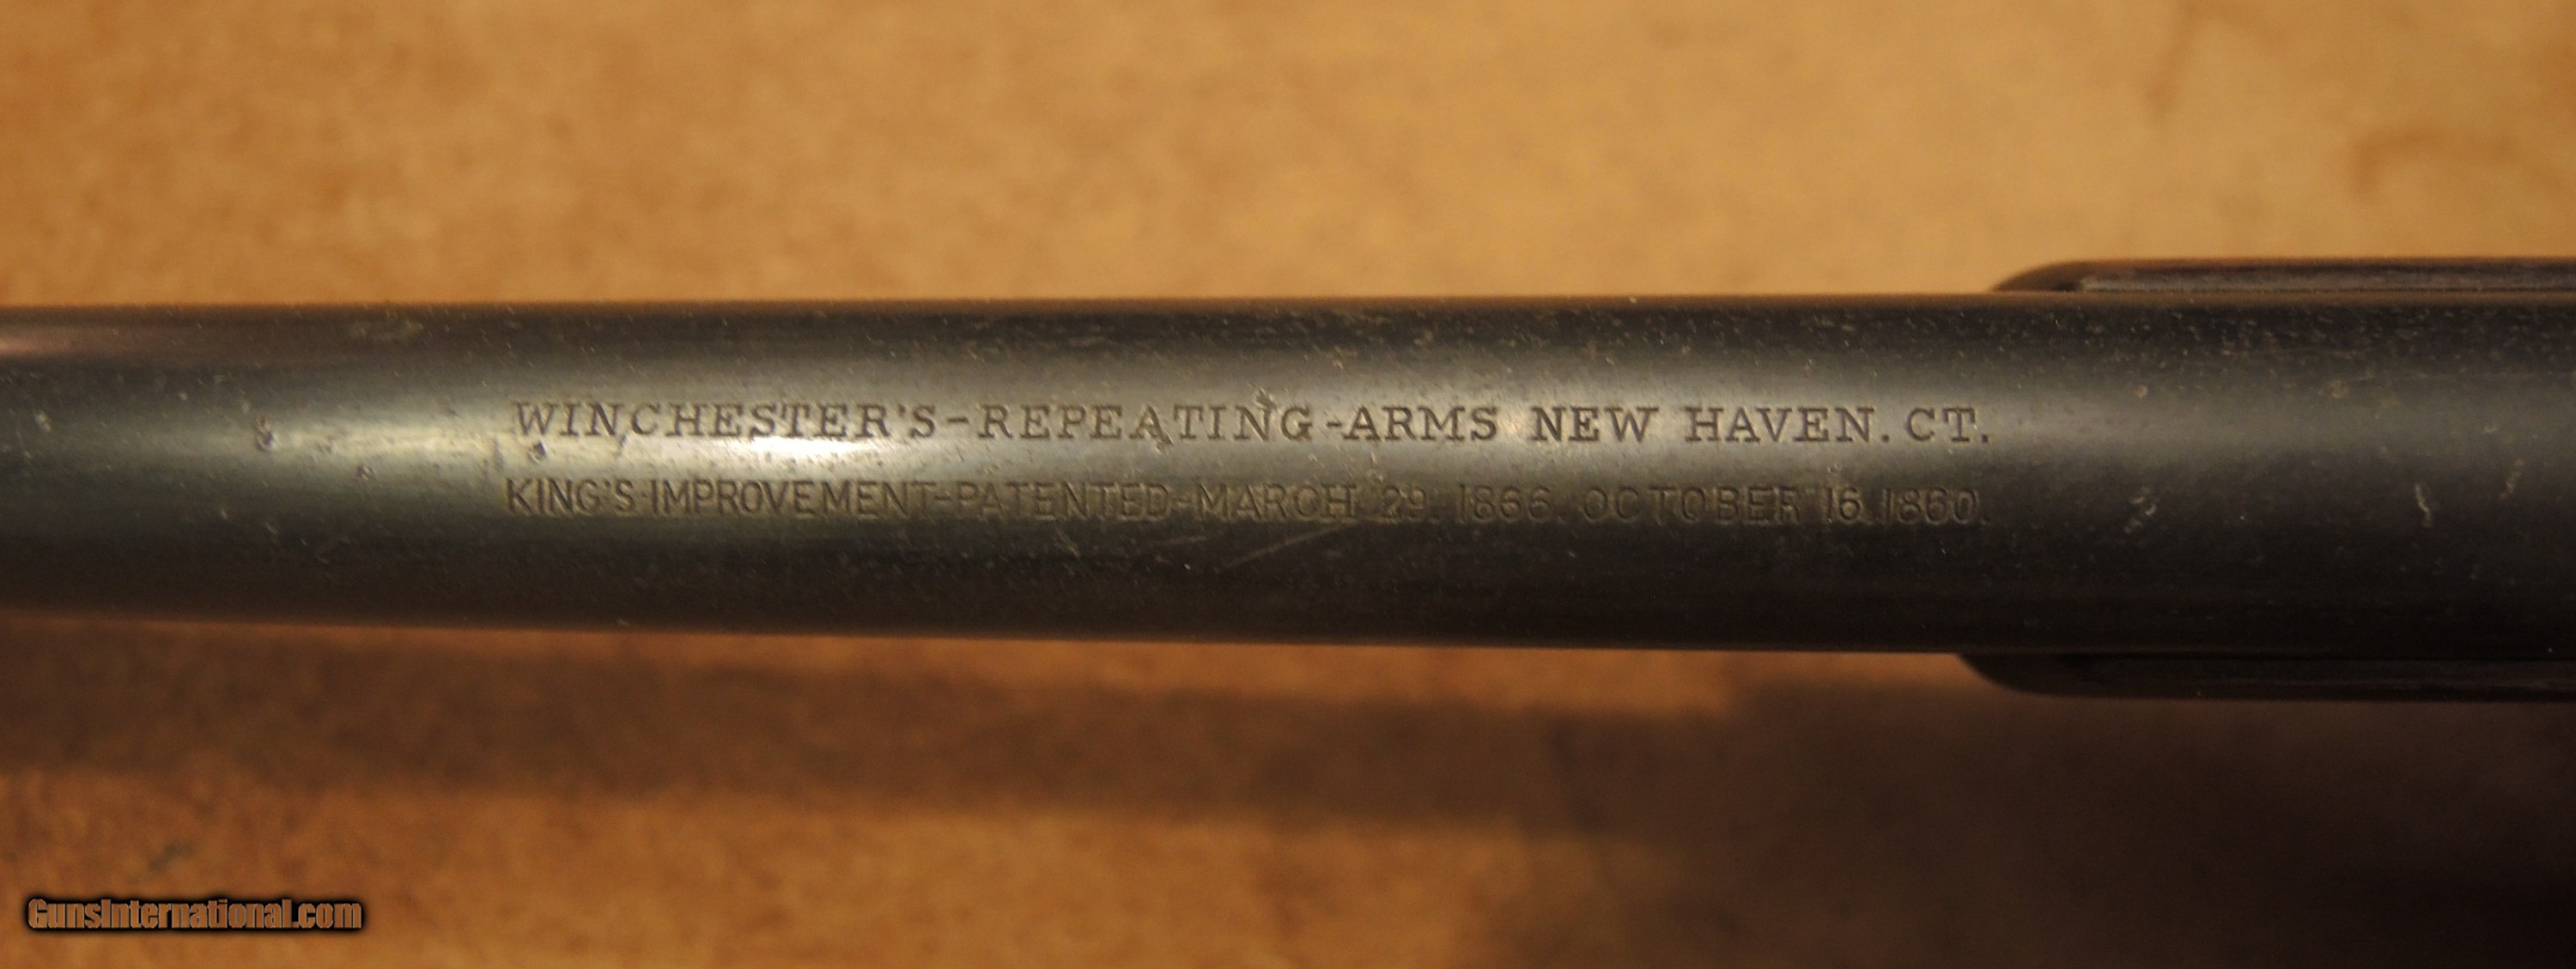 WINCHESTER'S-REPEATING-ARMS NEW HAVEN. CT.
KING'S-IMPROVEMENT-PATENTED-MARCH 29. 1866. OCTOBER 16. 1860.
GunsInternational.com